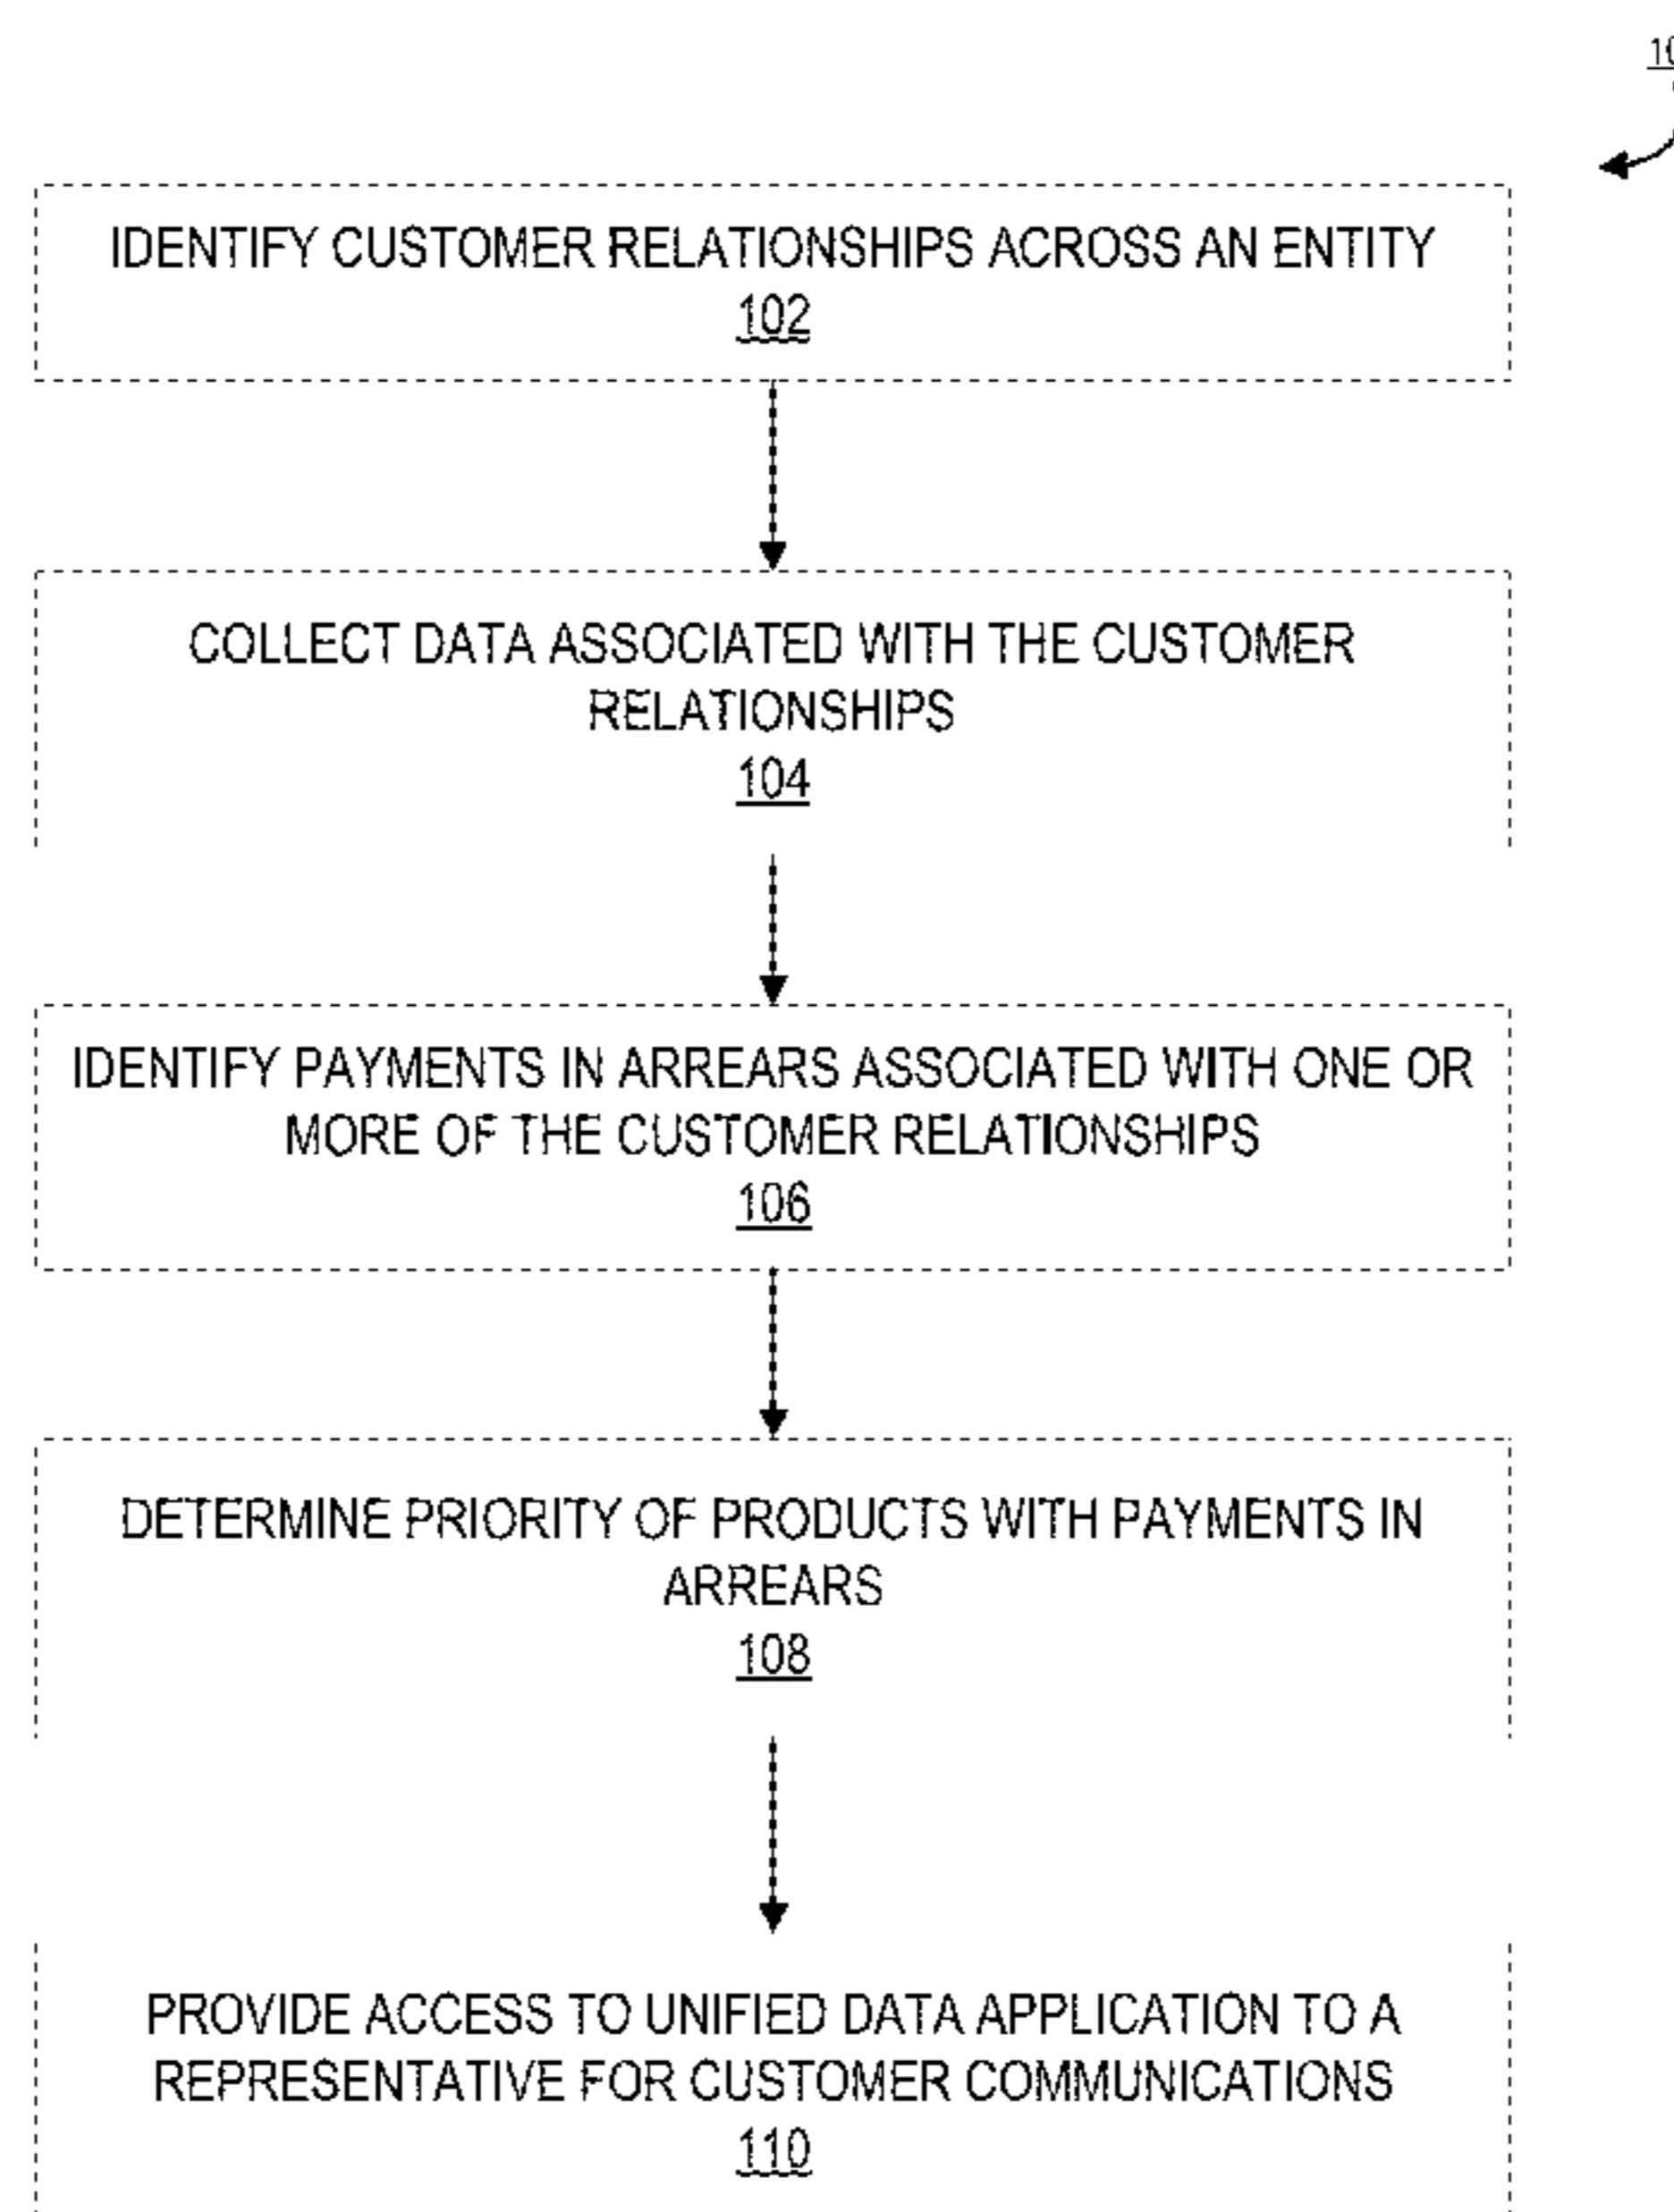 IDENTIFY CUSTOMER RELATIONSHIPS ACROSS AN ENTITY
102
COLLECT DATA ASSOCIATED WITH THE CUSTOMER
RELATIONSHIPS
104
IDENTIFY PAYMENTS IN ARREARS ASSOCIATED WITH ONE OR
MORE OF THE CUSTOMER RELATIONSHIPS
106
DETERMINE PRIORITY OF PRODUCTS WITH PAYMENTS IN
ARREARS
108
PROVIDE ACCESS TO UNIFIED DATA APPLICATION TO A
REPRESENTATIVE FOR CUSTOMER COMMUNICATIONS
110